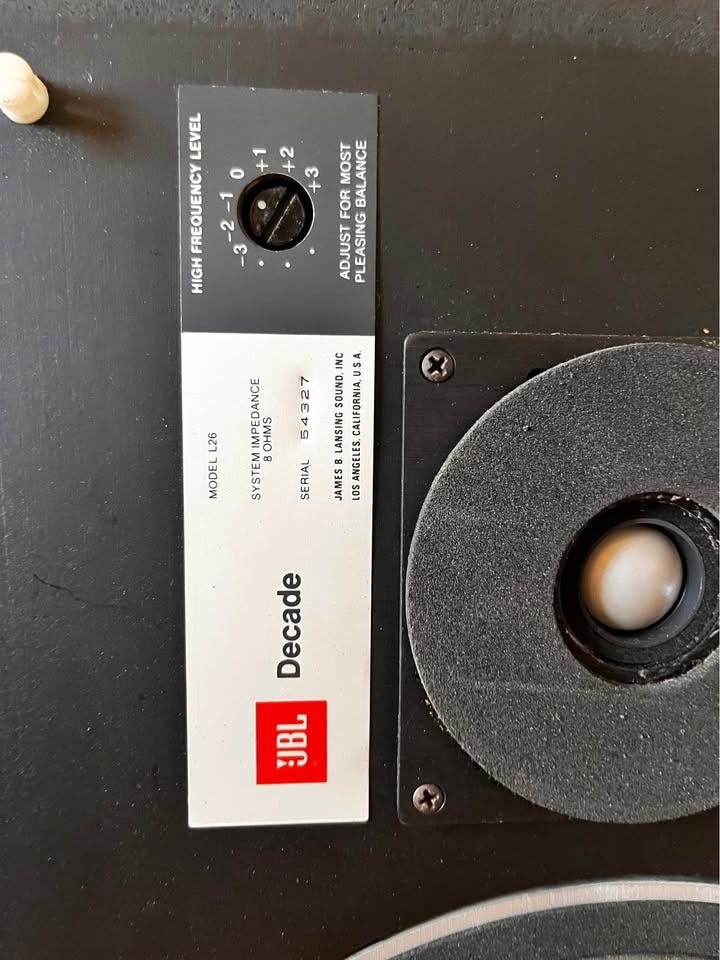 JBL
Decade
MODEL L26
SYSTEM IMPEDANCE
8 OHMS
SERIAL 54327
JAMES B LANSING SOUND, INC
LOS ANGELES, CALIFORNIA, U.S.A.
HIGH FREQUENCY LEVEL
-3 -2 -1 0 +1 +2 +3
ADJUST FOR MOST
PLEASING BALANCE